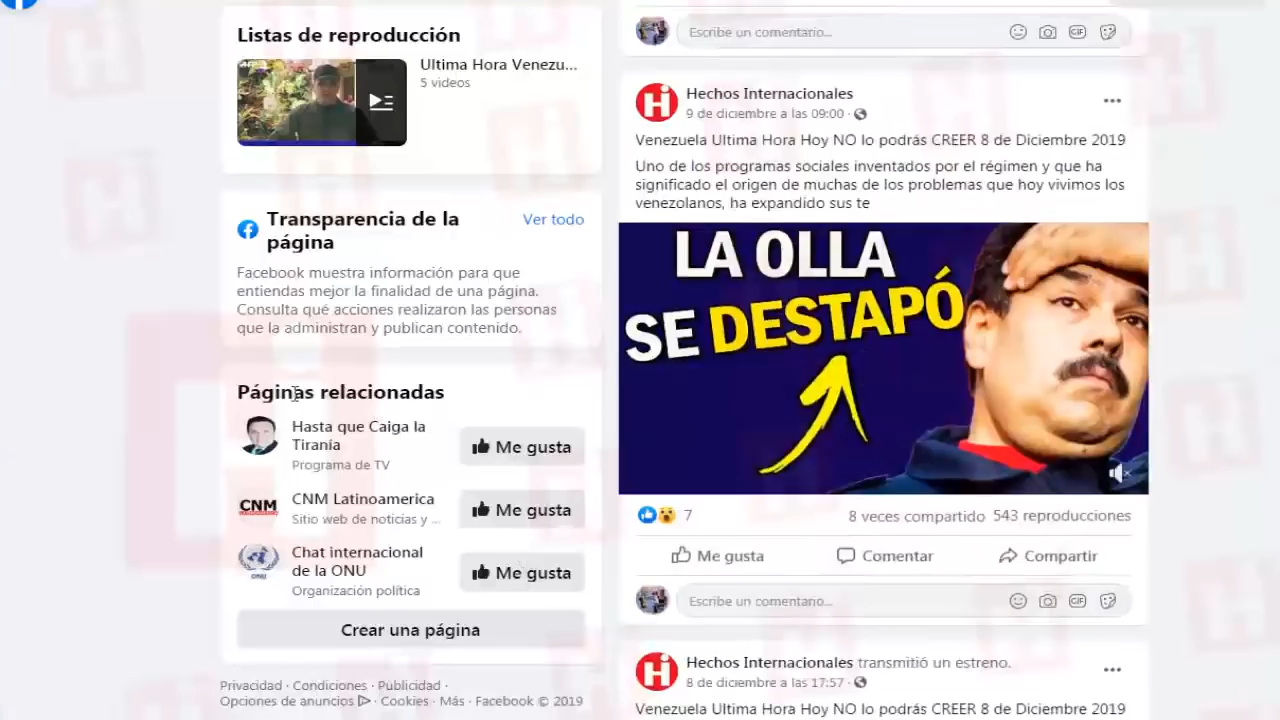 Listas de reproducción
Ultima Hora Venezu...
5 videos
Transparencia de la
página
Ver todo
Facebook muestra información para que
entiendas mejor la finalidad de una página.
Consulta qué acciones realizaron las personas
que la administran y publican contenido.
Páginas relacionadas
Hasta que Caiga la
Tiranía
Programa de TV
Me gusta
CNM
CNM Latinoamerica
Sitio web de noticias y ...
Me gusta
ONU
Chat internacional
de la ONU
Organización política
Me gusta
Crear una página
Privacidad · Condiciones · Publicidad ·
Opciones de anuncios · Cookies · Más · Facebook © 2019
Escribe un comentario...
GIF
Hechos Internacionales
9 de diciembre a las 09:00 ·
Venezuela Ultima Hora Hoy NO lo podrás CREER 8 de Diciembre 2019
Uno de los programas sociales inventados por el régimen y que ha
significado el origen de muchas de los problemas que hoy vivimos los
venezolanos, ha expandido sus te
LA OLLA
SE DESTAPÓ
7
8 veces compartido 543 reproducciones
Me gusta
Comentar
Compartir
Escribe un comentario...
GIF
Hechos Internacionales transmitió un estreno.
8 de diciembre a las 17:57 ·
Venezuela Ultima Hora Hoy NO lo podrás CREER 8 de Diciembre 2019